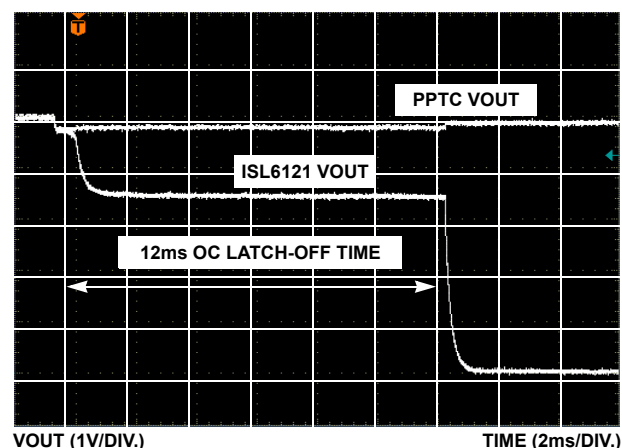 T
PPTC VOUT
ISL6121 VOUT
12ms OC LATCH-OFF TIME
VOUT (1V/DIV.)
TIME (2ms/DIV.)